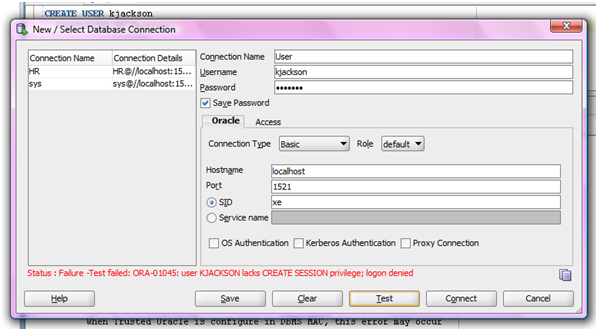 CREATE USER kjackson
New / Select Database Connection
Connection Name Connection Details
HR HR@//localhost:15...
sys sys@//localhost:15...
Connection Name User
Username kjackson
Password •••••••
Save Password
Oracle Access
Connection Type Basic Role default
Hostname localhost
Port 1521
SID xe
Service name
OS Authentication Kerberos Authentication Proxy Connection
Status : Failure -Test failed: ORA-01045: user KJACKSON lacks CREATE SESSION privilege; logon denied
Help Save Clear Test Connect Cancel
When Trusted Oracle is configure in DBMS MAC, this error may occur